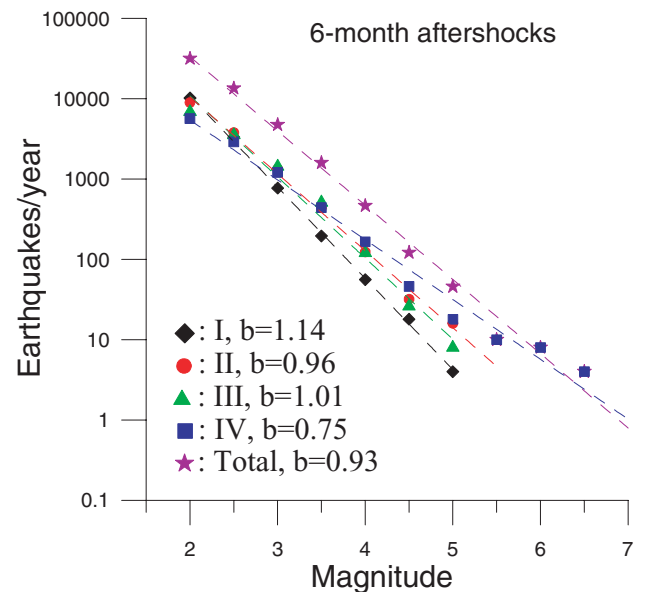 6-month aftershocks
Earthquakes/year
100000
10000
1000
100
10
1
0.1
: I, b=1.14
: II, b=0.96
: III, b=1.01
: IV, b=0.75
: Total, b=0.93
2 3 4 5 6 7
Magnitude